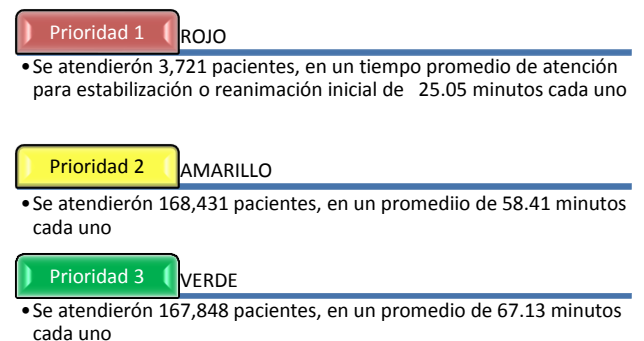 Prioridad 1 ROJO
•Se atendierón 3,721 pacientes, en un tiempo promedio de atención
para estabilización o reanimación inicial de 25.05 minutos cada uno
Prioridad 2 AMARILLO
•Se atendierón 168,431 pacientes, en un promediio de 58.41 minutos
cada uno
Prioridad 3 VERDE
•Se atendierón 167,848 pacientes, en un promedio de 67.13 minutos
cada uno